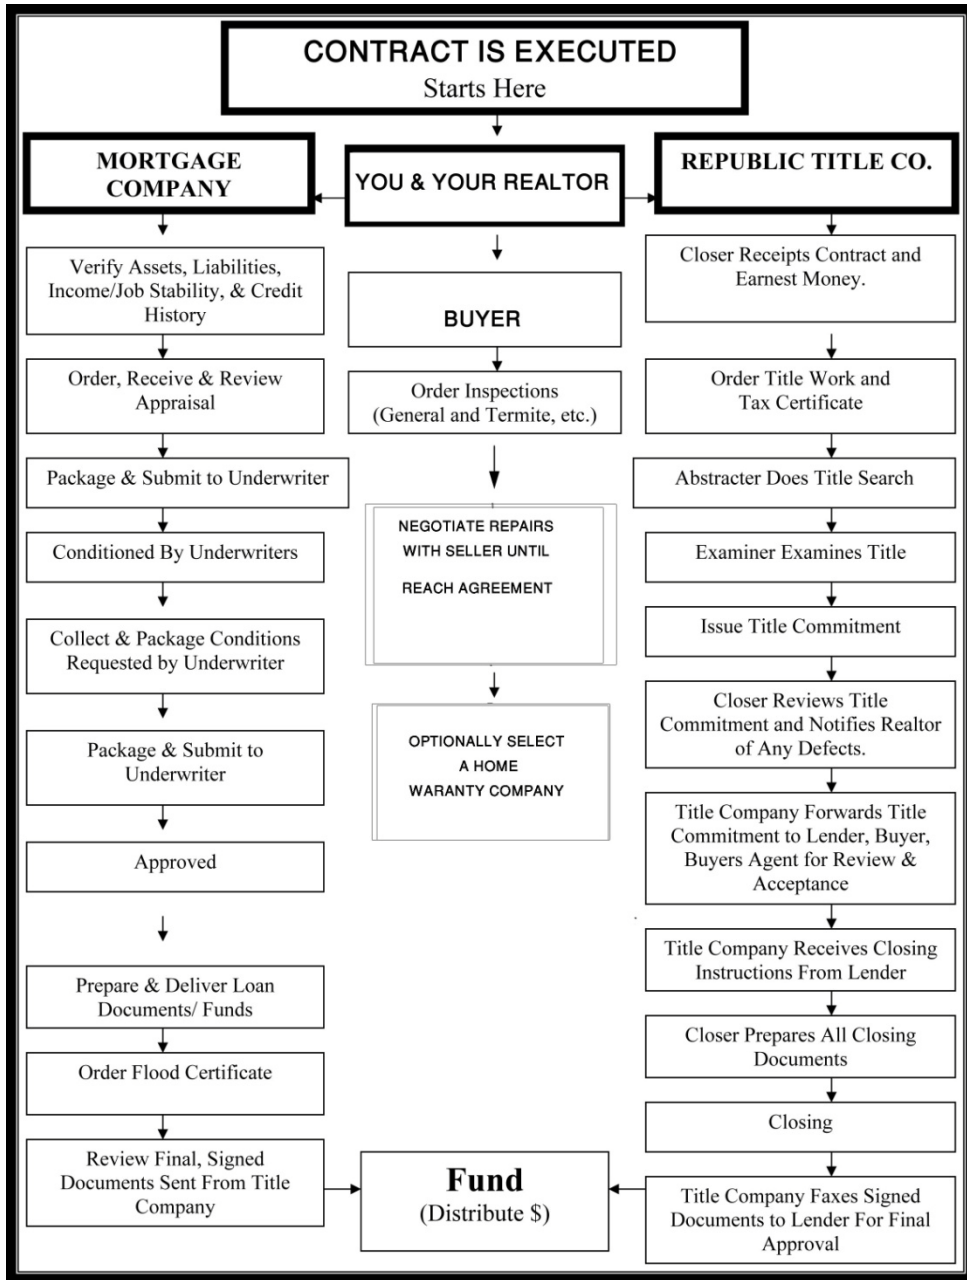 CONTRACT IS EXECUTED
Starts Here
MORTGAGE
COMPANY
YOU & YOUR REALTOR
REPUBLIC TITLE CO.
Verify Assets, Liabilities,
Income/Job Stability, & Credit
History
Order, Receive & Review
Appraisal
Package & Submit to Underwriter
Conditioned By Underwriters
Collect & Package Conditions
Requested by Underwriter
Package & Submit to
Underwriter
Approved
Prepare & Deliver Loan
Documents/ Funds
Order Flood Certificate
Review Final, Signed
Documents Sent From Title
Company
BUYER
Order Inspections
(General and Termite, etc.)
NEGOTIATE REPAIRS
WITH SELLER UNTIL
REACH AGREEMENT
OPTIONALLY SELECT
A HOME
WARANTY COMPANY
Closer Receipts Contract and
Earnest Money.
Order Title Work and
Tax Certificate
Abstracter Does Title Search
Examiner Examines Title
Issue Title Commitment
Closer Reviews Title
Commitment and Notifies Realtor
of Any Defects.
Title Company Forwards Title
Commitment to Lender, Buyer,
Buyers Agent for Review &
Acceptance
Title Company Receives Closing
Instructions From Lender
Closer Prepares All Closing
Documents
Closing
Title Company Faxes Signed
Documents to Lender For Final
Approval
Fund
(Distribute $)